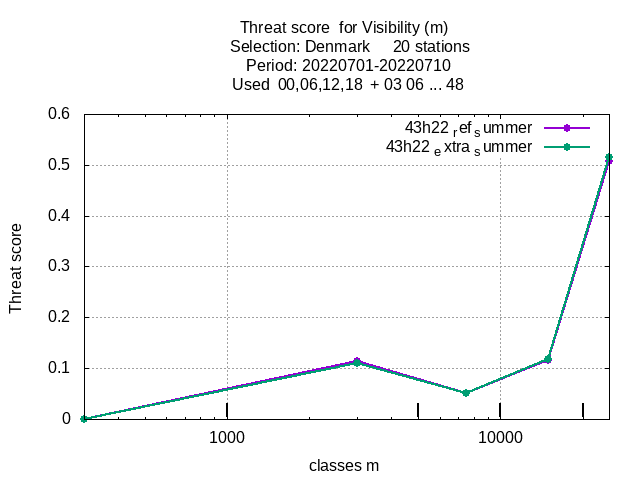 Threat score  for Visibility (m)
Selection: Denmark     20 stations
Period: 20220701-20220710
Used  00,06,12,18  + 03 06 ... 48
0.6
0.5
0.4
0.3
0.2
0.1
0
Threat score
43h22 ref summer
43h22 extra summer
1000
10000
classes m